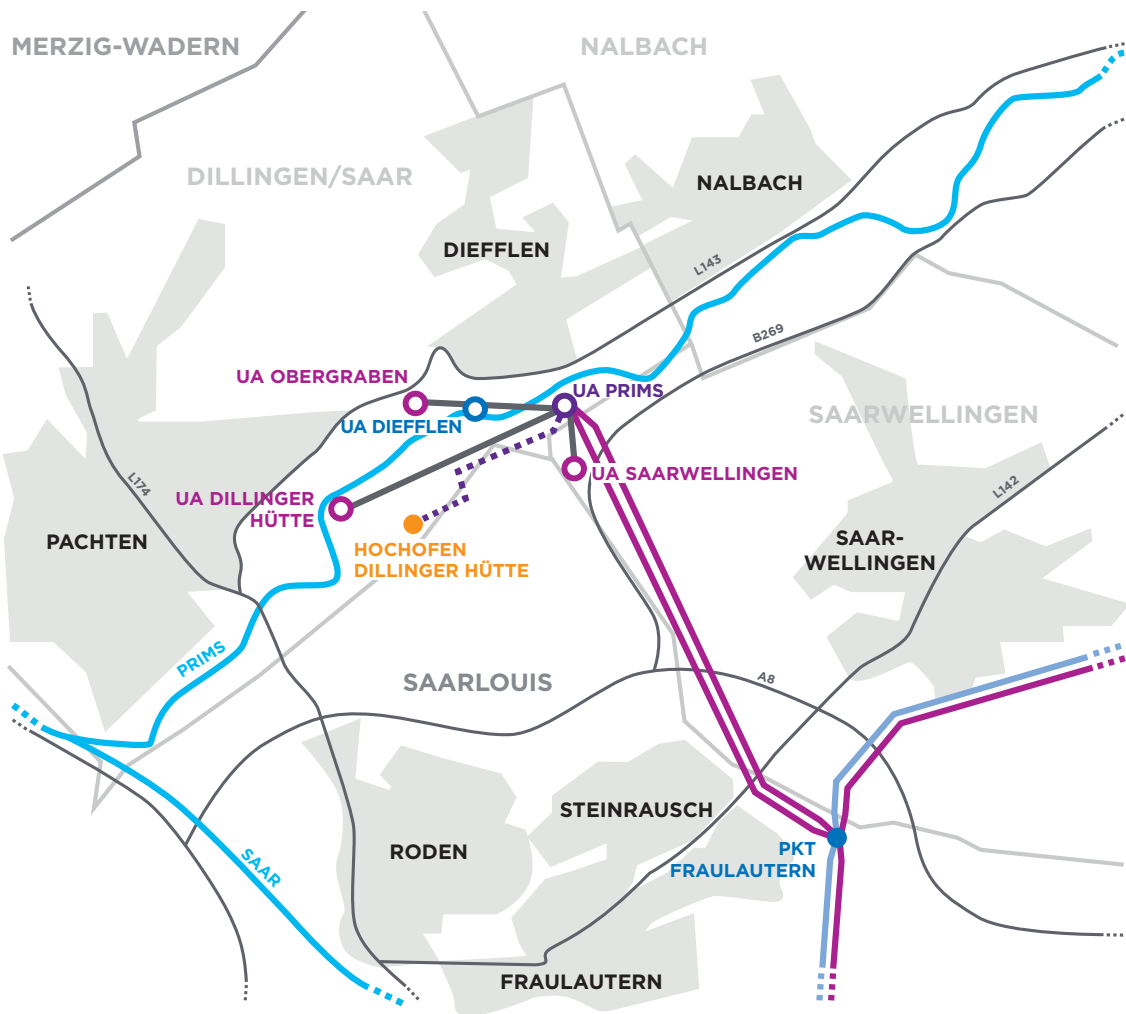 MERZIG-WADERN
NALBACH
DILLINGEN/SAAR
NALBACH
DIEFFLEN
L143
B269
UA OBERGRABEN
UA PRIMS
UA DIEFFLEN
SAARWELLINGEN
UA SAARWELLINGEN
L174
UA DILLINGER
HÜTTE
L142
PACHTEN
HOCHOFEN
DILLINGER HÜTTE
SAAR-
WELLINGEN
PRIMS
SAARLOUIS
A8
STEINRAUSCH
RODEN
SAAR
PKT
FRAULAUTERN
FRAULAUTERN